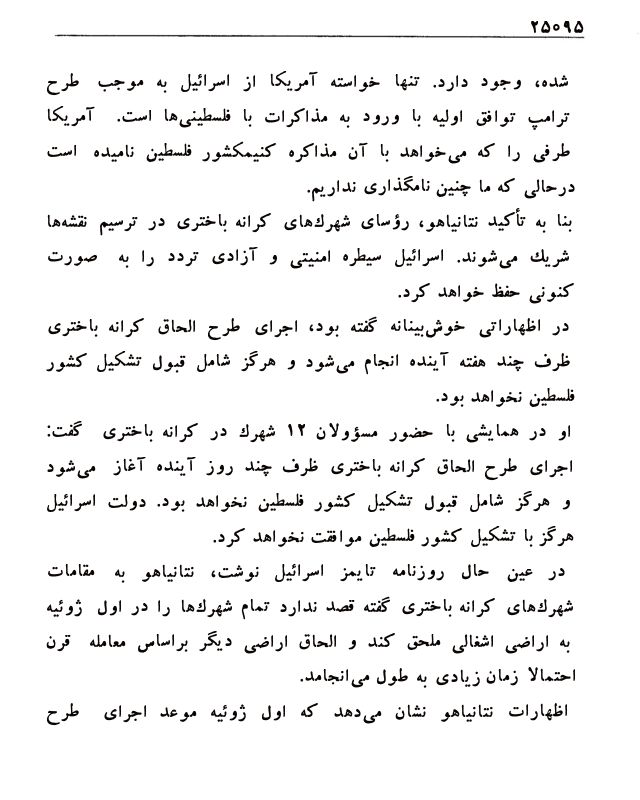 ۲۵۰۹۵
شده، وجود دارد. تنها خواسته آمریکا از اسرائیل به موجب طرح
ترامپ توافق اولیه با ورود به مذاکرات با فلسطینی‌ها است. آمریکا
طرفی را که می‌خواهد با آن مذاکره کنیمکشور فلسطین نامیده است
درحالی که ما چنین نامگذاری نداریم.
بنا به تأکید نتانیاهو، رؤسای شهرك‌های کرانه باختری در ترسیم نقشه‌ها
شریك می‌شوند. اسرائیل سیطره امنیتی و آزادی تردد را به صورت
کنونی حفظ خواهد کرد.
در اظهاراتی خوش‌بینانه گفته بود، اجرای طرح الحاق کرانه باختری
ظرف چند هفته آینده انجام می‌شود و هرگز شامل قبول تشکیل کشور
فلسطین نخواهد بود.
او در همایشی با حضور مسؤولان ۱۲ شهرك در کرانه باختری گفت:
اجرای طرح الحاق کرانه باختری ظرف چند روز آینده آغاز می‌شود
و هرگز شامل قبول تشکیل کشور فلسطین نخواهد بود. دولت اسرائیل
هرگز با تشکیل کشور فلسطین موافقت نخواهد کرد.
در عین حال روزنامه تایمز اسرائیل نوشت، نتانیاهو به مقامات
شهرك‌های کرانه باختری گفته قصد ندارد تمام شهرك‌ها را در اول ژوئیه
به اراضی اشغالی ملحق کند و الحاق اراضی دیگر براساس معامله قرن
احتمالا زمان زیادی به طول می‌انجامد.
اظهارات نتانیاهو نشان می‌دهد که اول ژوئیه موعد اجرای طرح